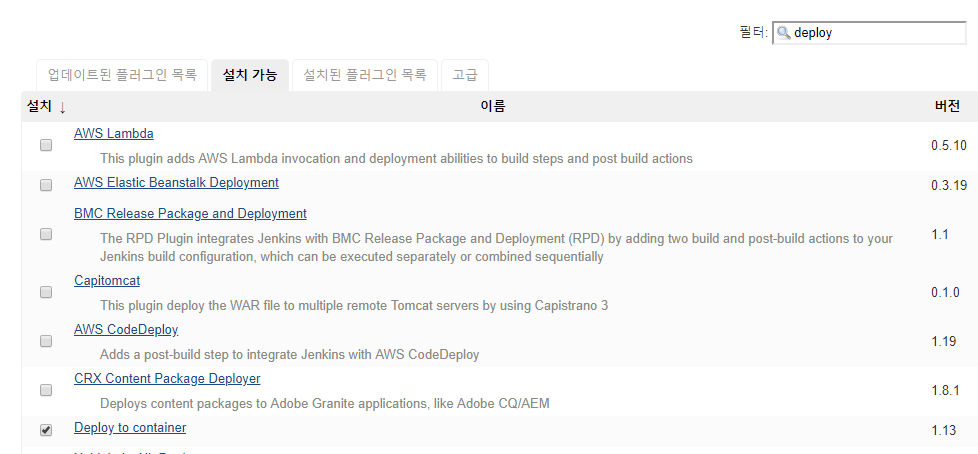 필터: deploy
업데이트된 플러그인 목록 설치 가능 설치된 플러그인 목록 고급
설치 ↓ 이름 버전
AWS Lambda
This plugin adds AWS Lambda invocation and deployment abilities to build steps and post build actions
0.5.10
AWS Elastic Beanstalk Deployment
0.3.19
BMC Release Package and Deployment
The RPD Plugin integrates Jenkins with BMC Release Package and Deployment (RPD) by adding two build and post-build actions to your
Jenkins build configuration, which can be executed separately or combined sequentially
1.1
Capitomcat
This plugin deploy the WAR file to multiple remote Tomcat servers by using Capistrano 3
0.1.0
AWS CodeDeploy
Adds a post-build step to integrate Jenkins with AWS CodeDeploy
1.19
CRX Content Package Deployer
Deploys content packages to Adobe Granite applications, like Adobe CQ/AEM
1.8.1
Deploy to container
1.13